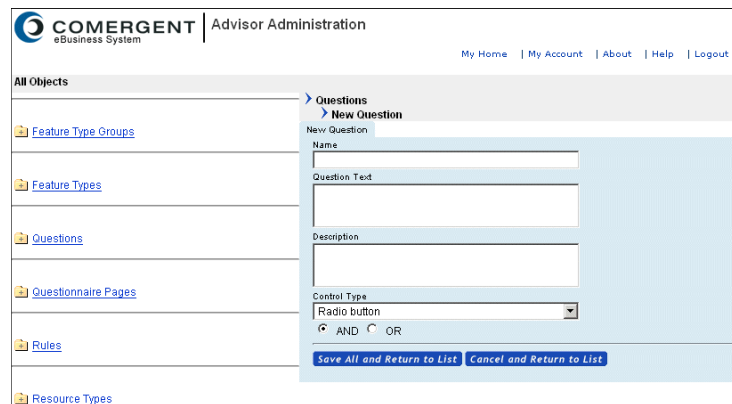 COMERGENT
eBusiness System
Advisor Administration
My Home | My Account | About | Help | Logout
All Objects
Feature Type Groups
Feature Types
Questions
Questionnaire Pages
Rules
Resource Types
Questions
New Question
New Question
Name
Question Text
Description
Control Type
Radio button
AND OR
Save All and Return to List Cancel and Return to List